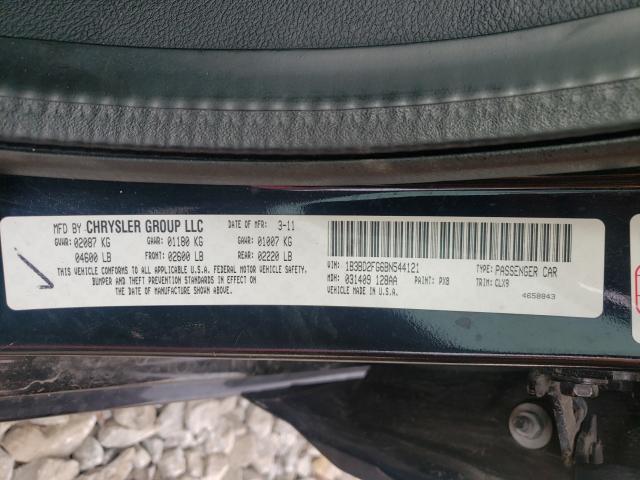 MFD BY CHRYSLER GROUP LLC DATE OF MFR: 3-11
GVWR: 02087 KG GAWR: 01180 KG GAWR: 01007 KG
04600 LB FRONT: 02600 LB REAR: 02220 LB
THIS VEHICLE CONFORMS TO ALL APPLICABLE U.S.A. FEDERAL MOTOR VEHICLE SAFETY,
BUMPER AND THEFT PREVENTION STANDARDS IN EFFECT ON
THE DATE OF MANUFACTURE SHOWN ABOVE.
VIN: 1B3BD2FG6BN544121 TYPE: PASSENGER CAR
MDH: 031409 128AA PAINT: PX8 TRIM: CLX9
VEHICLE MADE IN U.S.A. 4658843